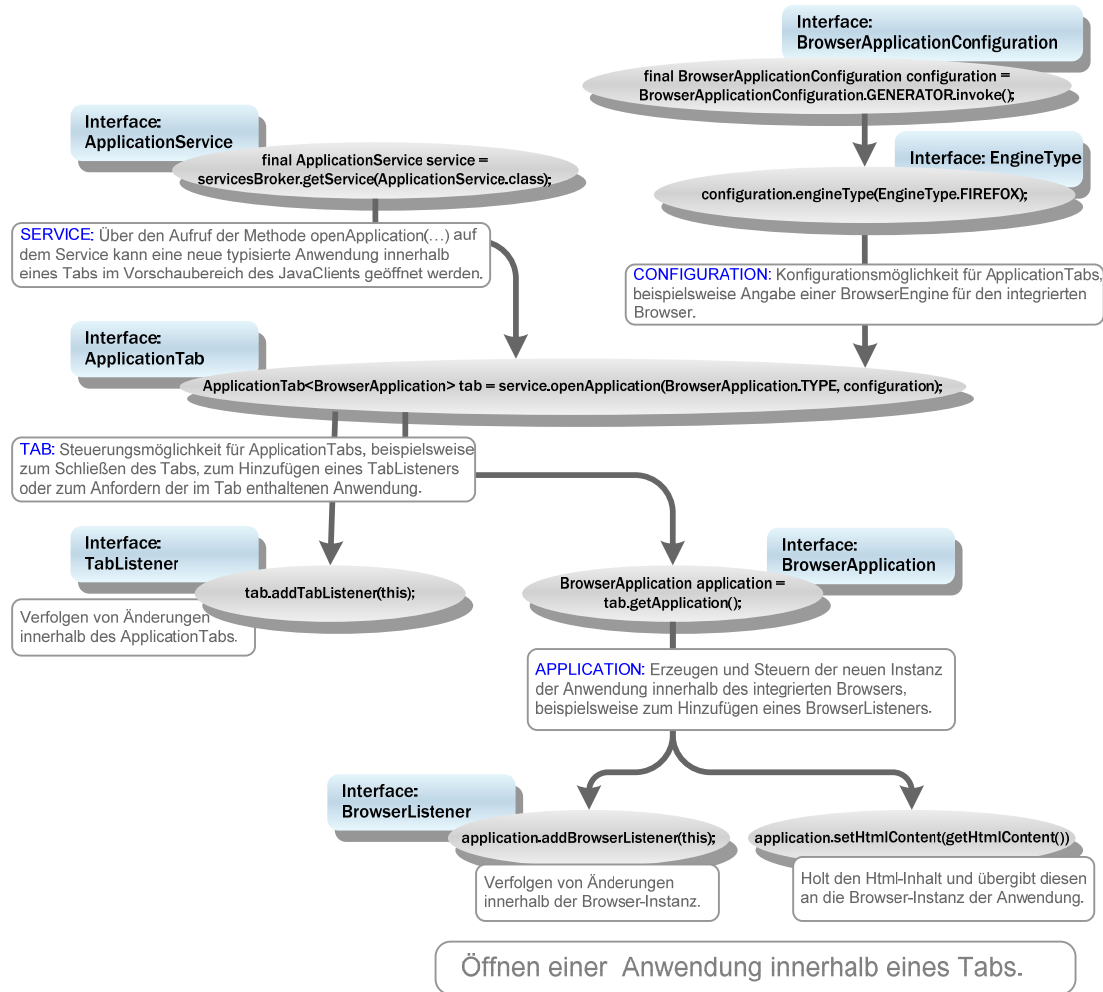 Interface:
BrowserApplicationConfiguration
final BrowserApplicationConfiguration configuration =
BrowserApplicationConfiguration.GENERATOR.invoke();
Interface:
ApplicationService
final ApplicationService service =
servicesBroker.getService(ApplicationService.class);
Interface: EngineType
configuration.engineType(EngineType.FIREFOX);
SERVICE: Über den Aufruf der Methode openApplication(…) auf
dem Service kann eine neue typisierte Anwendung innerhalb
eines Tabs im Vorschaubereich des JavaClients geöffnet werden.
CONFIGURATION: Konfigurationsmöglichkeit für ApplicationTabs,
beispielsweise Angabe einer BrowserEngine für den integrierten
Browser.
Interface:
ApplicationTab
ApplicationTab<BrowserApplication> tab = service.openApplication(BrowserApplication.TYPE, configuration);
TAB: Steuerungsmöglichkeit für ApplicationTabs, beispielsweise
zum Schließen des Tabs, zum Hinzufügen eines TabListeners
oder zum Anfordern der im Tab enthaltenen Anwendung.
Interface:
TabListener
tab.addTabListener(this);
Verfolgen von Änderungen
innerhalb des ApplicationTabs.
Interface:
BrowserApplication
BrowserApplication application =
tab.getApplication();
APPLICATION: Erzeugen und Steuern der neuen Instanz
der Anwendung innerhalb des integrierten Browsers,
beispielsweise zum Hinzufügen eines BrowserListeners.
Interface:
BrowserListener
application.addBrowserListener(this);
Verfolgen von Änderungen
innerhalb der Browser-Instanz.
application.setHtmlContent(getHtmlContent())
Holt den Html-Inhalt und übergibt diesen
an die Browser-Instanz der Anwendung.
Öffnen einer Anwendung innerhalb eines Tabs.